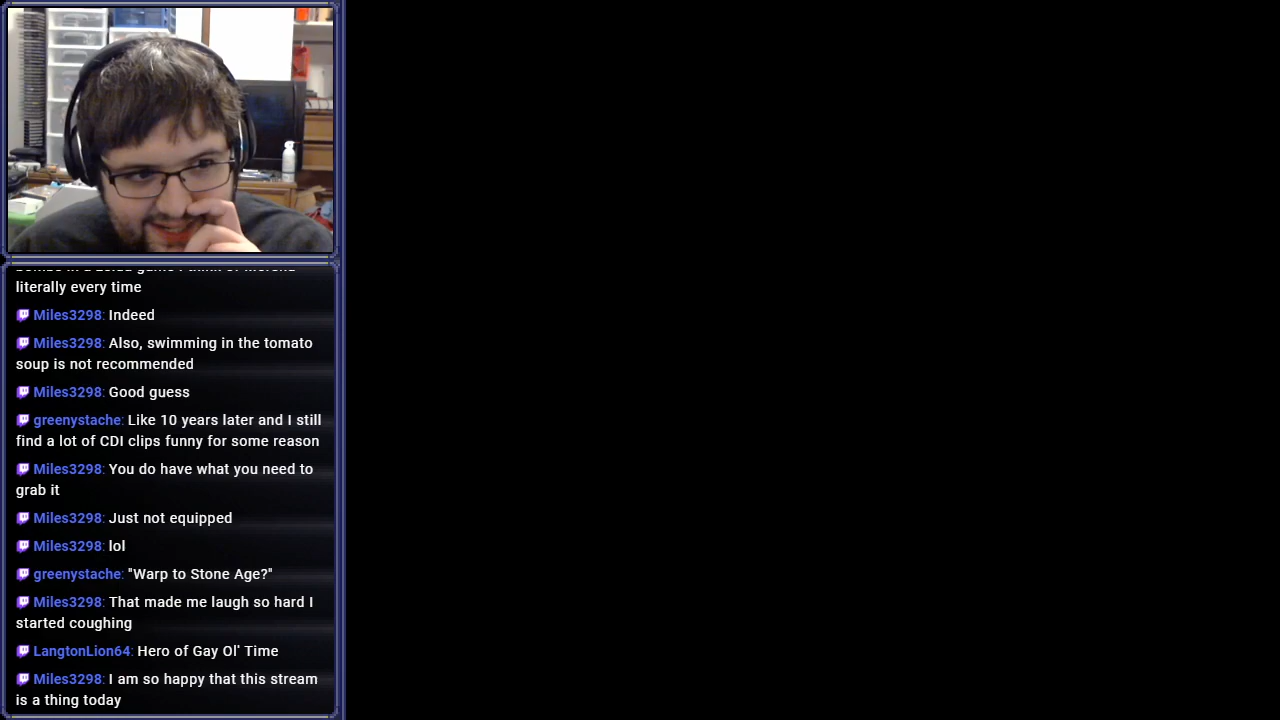 literally every time
Miles3298: Indeed
Miles3298: Also, swimming in the tomato
soup is not recommended
Miles3298: Good guess
greenystache: Like 10 years later and I still
find a lot of CDI clips funny for some reason
Miles3298: You do have what you need to
grab it
Miles3298: Just not equipped
Miles3298: lol
greenystache: "Warp to Stone Age?"
Miles3298: That made me laugh so hard I
started coughing
LangtonLion64: Hero of Gay Ol' Time
Miles3298: I am so happy that this stream
is a thing today